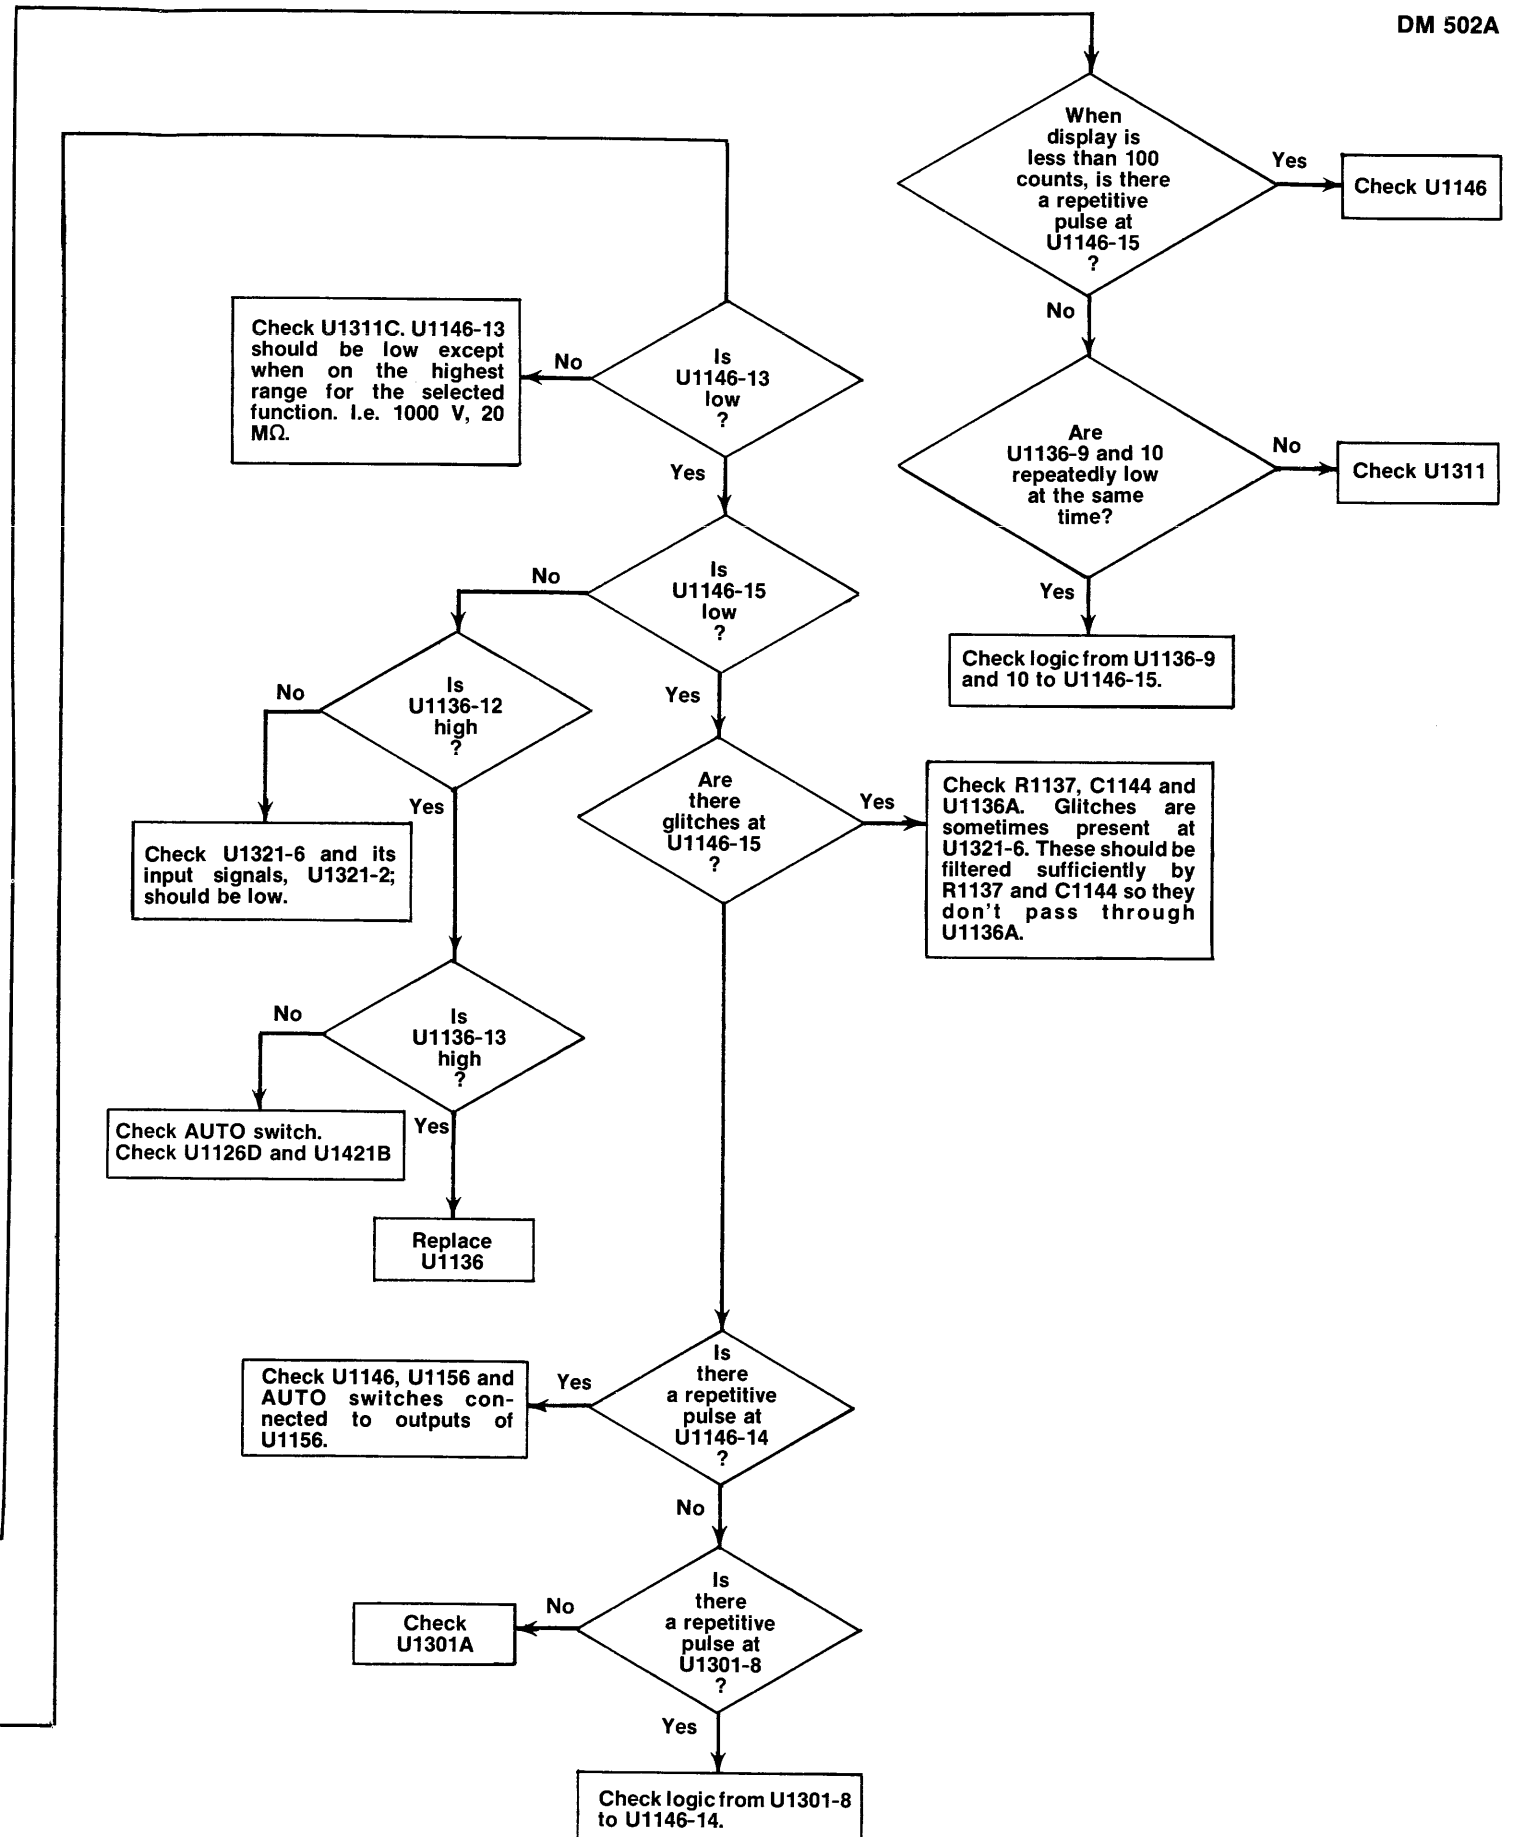 DM 502A
When
display is
less than 100
counts, is there
a repetitive
pulse at
U1146-15
?
Yes
Check U1146
No
Are
U1136-9 and 10
repeatedly low
at the same
time?
No
Check U1311
Yes
Check logic from U1136-9
and 10 to U1146-15.
Is
U1146-13
low
?
No
Check U1311C. U1146-13
should be low except
when on the highest
range for the selected
function. I.e. 1000 V, 20
MΩ.
Yes
Is
U1146-15
low
?
No
Is
U1136-12
high
?
No
Check U1321-6 and its
input signals, U1321-2;
should be low.
Yes
Is
U1136-13
high
?
No
Check AUTO switch.
Check U1126D and U1421B
Yes
Replace
U1136
Yes
Are
there
glitches at
U1146-15
?
Yes
Check R1137, C1144 and
U1136A. Glitches are
sometimes present at
U1321-6. These should be
filtered sufficiently by
R1137 and C1144 so they
don't pass through
U1136A.
Is
there
a repetitive
pulse at
U1146-14
?
Yes
Check U1146, U1156 and
AUTO switches con-
nected to outputs of
U1156.
No
Is
there
a repetitive
pulse at
U1301-8
?
No
Check
U1301A
Yes
Check logic from U1301-8
to U1146-14.